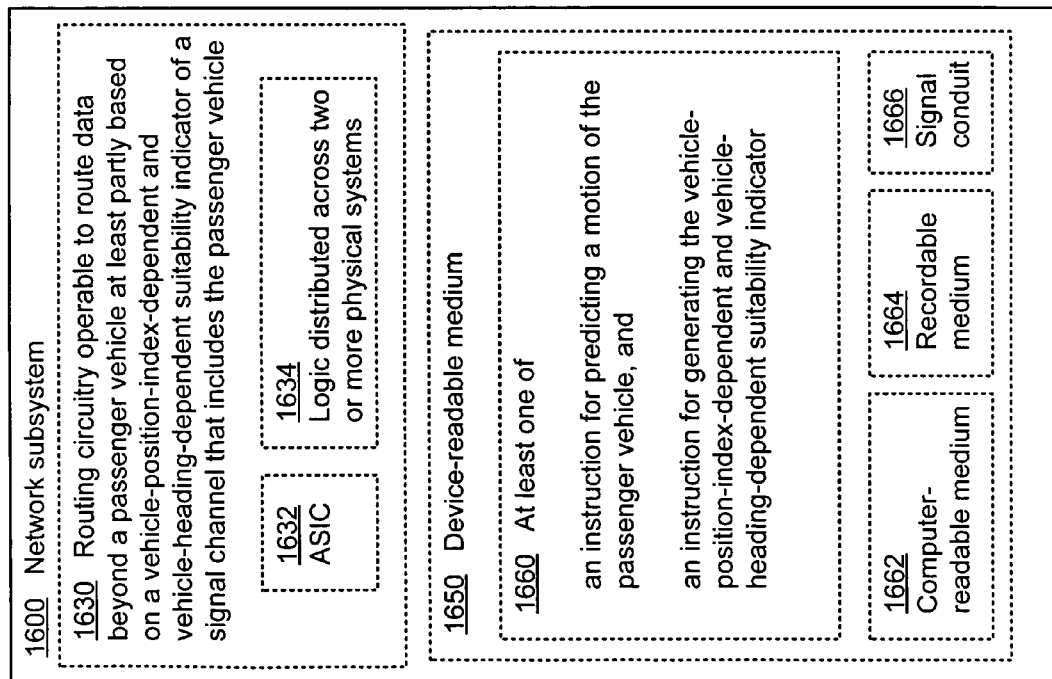 1600 Network subsystem
1630 Routing circuitry operable to route data
beyond a passenger vehicle at least partly based
on a vehicle-position-index-dependent and
vehicle-heading-dependent suitability indicator of a
signal channel that includes the passenger vehicle
1632
ASIC
1634
Logic distributed across two
or more physical systems
1650 Device-readable medium
1660 At least one of
an instruction for predicting a motion of the
passenger vehicle, and
an instruction for generating the vehicle-
position-index-dependent and vehicle-
heading-dependent suitability indicator
1662
Computer-
readable medium
1664
Recordable
medium
1666
Signal
conduit